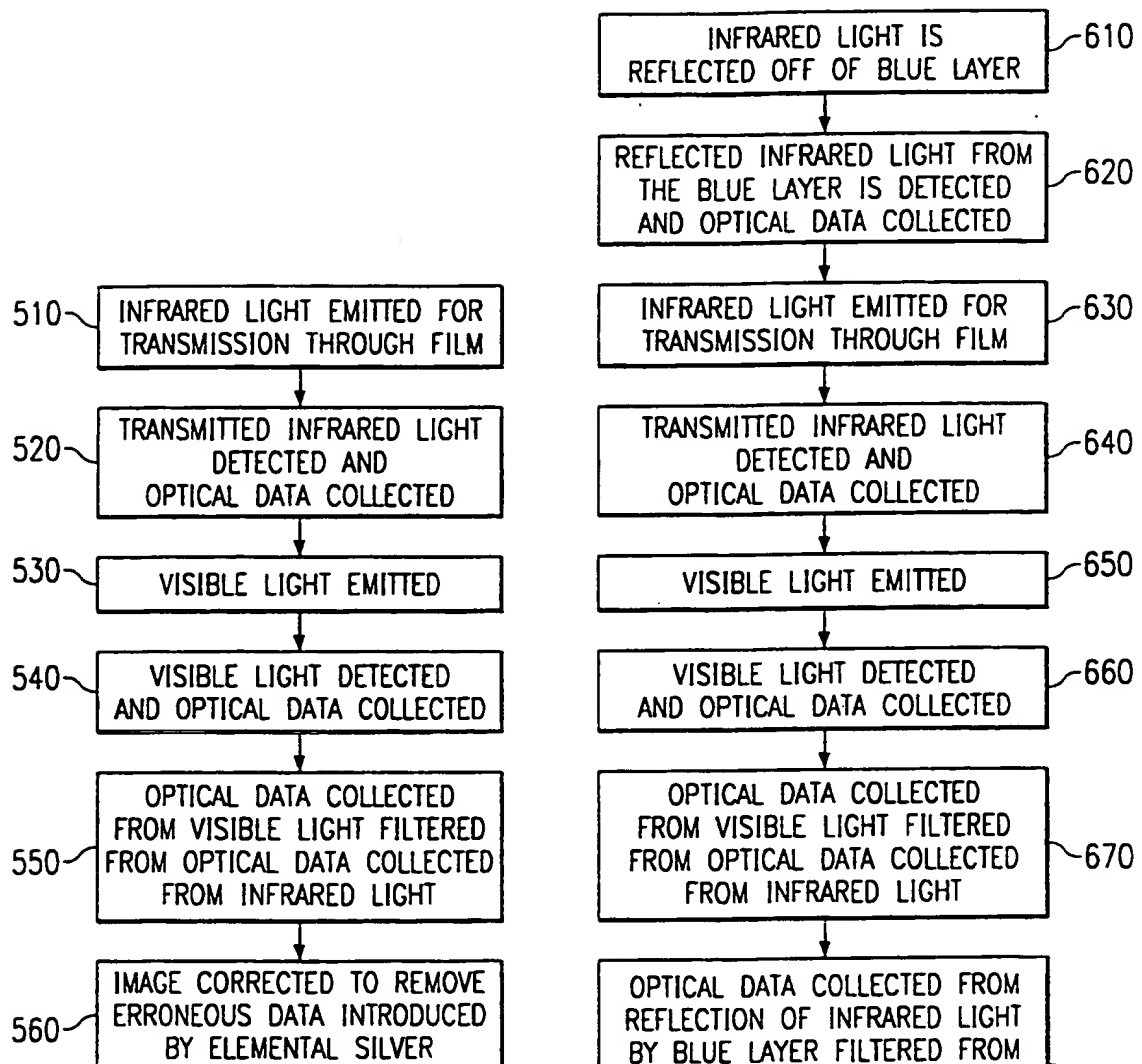 510
INFRARED LIGHT EMITTED FOR
TRANSMISSION THROUGH FILM
520
TRANSMITTED INFRARED LIGHT
DETECTED AND
OPTICAL DATA COLLECTED
530
VISIBLE LIGHT EMITTED
540
VISIBLE LIGHT DETECTED
AND OPTICAL DATA COLLECTED
550
OPTICAL DATA COLLECTED
FROM VISIBLE LIGHT FILTERED
FROM OPTICAL DATA COLLECTED
FROM INFRARED LIGHT
560
IMAGE CORRECTED TO REMOVE
ERRONEOUS DATA INTRODUCED
BY ELEMENTAL SILVER
INFRARED LIGHT IS
REFLECTED OFF OF BLUE LAYER
610
REFLECTED INFRARED LIGHT FROM
THE BLUE LAYER IS DETECTED
AND OPTICAL DATA COLLECTED
620
INFRARED LIGHT EMITTED FOR
TRANSMISSION THROUGH FILM
630
TRANSMITTED INFRARED LIGHT
DETECTED AND
OPTICAL DATA COLLECTED
640
VISIBLE LIGHT EMITTED
650
VISIBLE LIGHT DETECTED
AND OPTICAL DATA COLLECTED
660
OPTICAL DATA COLLECTED
FROM VISIBLE LIGHT FILTERED
FROM OPTICAL DATA COLLECTED
FROM INFRARED LIGHT
670
OPTICAL DATA COLLECTED FROM
REFLECTION OF INFRARED LIGHT
BY BLUE LAYER FILTERED FROM